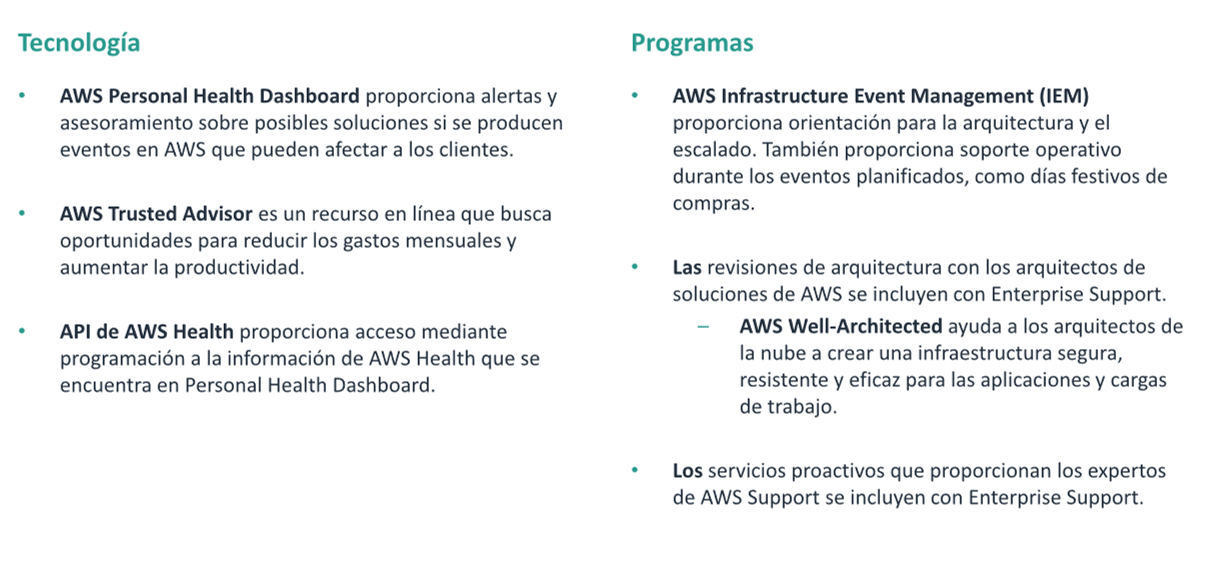 Tecnología
• AWS Personal Health Dashboard proporciona alertas y
asesoramiento sobre posibles soluciones si se producen
eventos en AWS que pueden afectar a los clientes.
• AWS Trusted Advisor es un recurso en línea que busca
oportunidades para reducir los gastos mensuales y
aumentar la productividad.
• API de AWS Health proporciona acceso mediante
programación a la información de AWS Health que se
encuentra en Personal Health Dashboard.
Programas
• AWS Infrastructure Event Management (IEM)
proporciona orientación para la arquitectura y el
escalado. También proporciona soporte operativo
durante los eventos planificados, como días festivos de
compras.
• Las revisiones de arquitectura con los arquitectos de
soluciones de AWS se incluyen con Enterprise Support.
– AWS Well-Architected ayuda a los arquitectos de
la nube a crear una infraestructura segura,
resistente y eficaz para las aplicaciones y cargas
de trabajo.
• Los servicios proactivos que proporcionan los expertos
de AWS Support se incluyen con Enterprise Support.